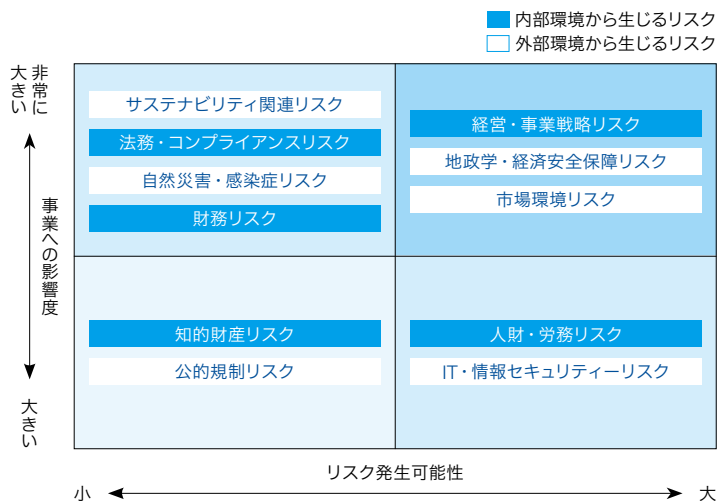 内部環境から生じるリスク
外部環境から生じるリスク
非常に
大きい
事業への影響度
大きい
サステナビリティ関連リスク
法務・コンプライアンスリスク
自然災害・感染症リスク
財務リスク
経営・事業戦略リスク
地政学・経済安全保障リスク
市場環境リスク
知的財産リスク
公的規制リスク
人財・労務リスク
IT・情報セキュリティーリスク
リスク発生可能性
小
大